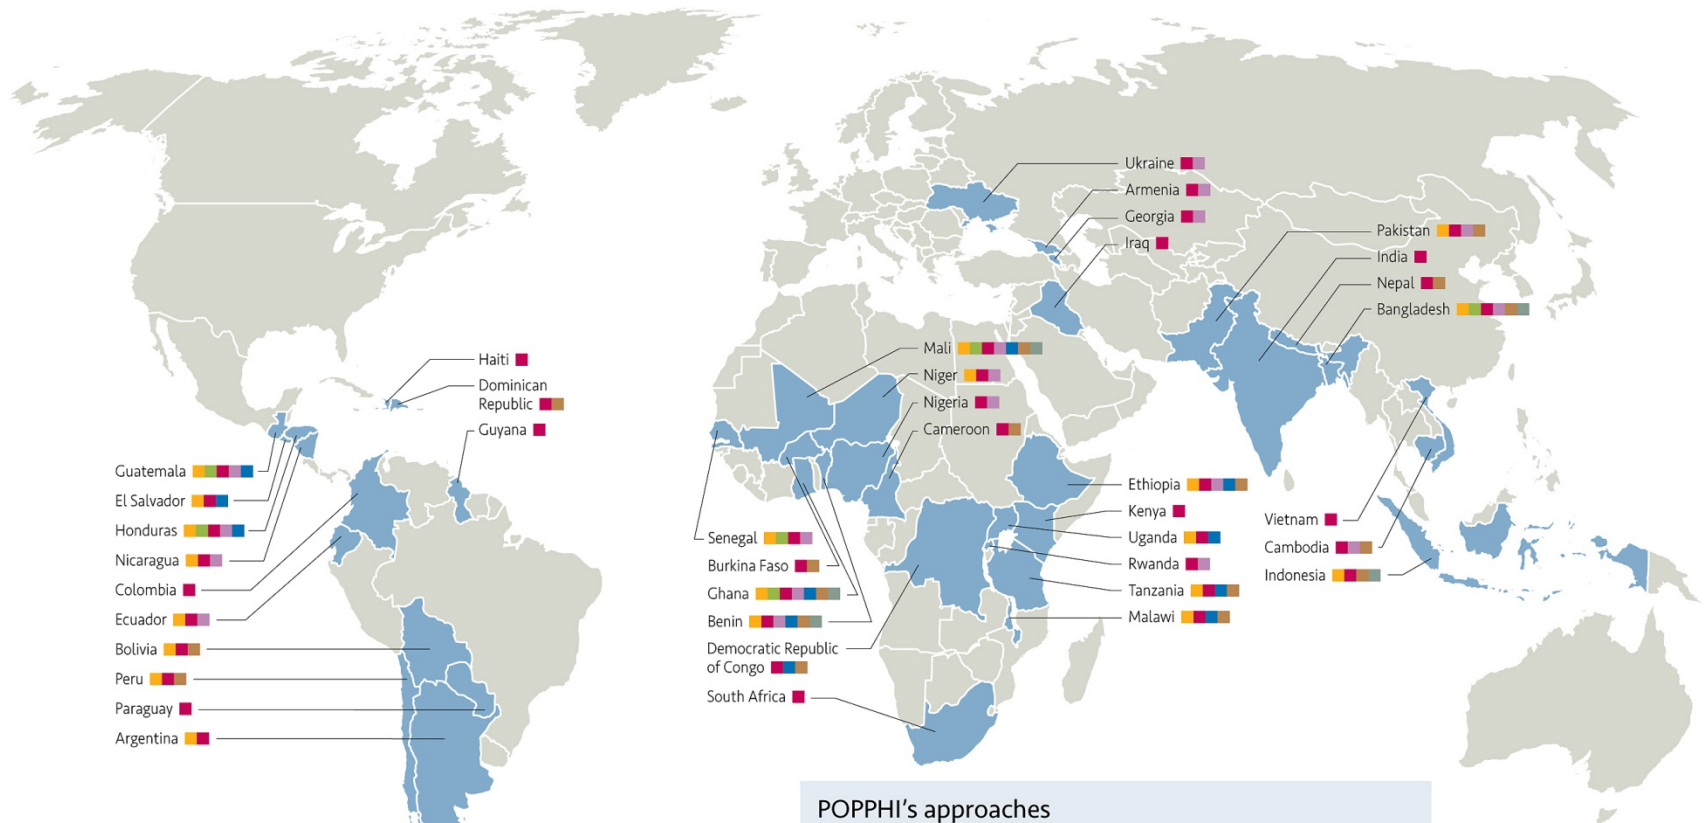 Ukraine
Armenia
Georgia
Iraq
Pakistan
India
Nepal
Bangladesh
Haiti
Dominican
Republic
Guyana
Mali
Niger
Nigeria
Cameroon
Guatemala
El Salvador
Honduras
Nicaragua
Colombia
Ecuador
Bolivia
Peru
Paraguay
Argentina
Senegal
Burkina Faso
Ghana
Benin
Democratic Republic
of Congo
South Africa
Ethiopia
Kenya
Uganda
Rwanda
Tanzania
Malawi
Vietnam
Cambodia
Indonesia
POPPHI's approaches